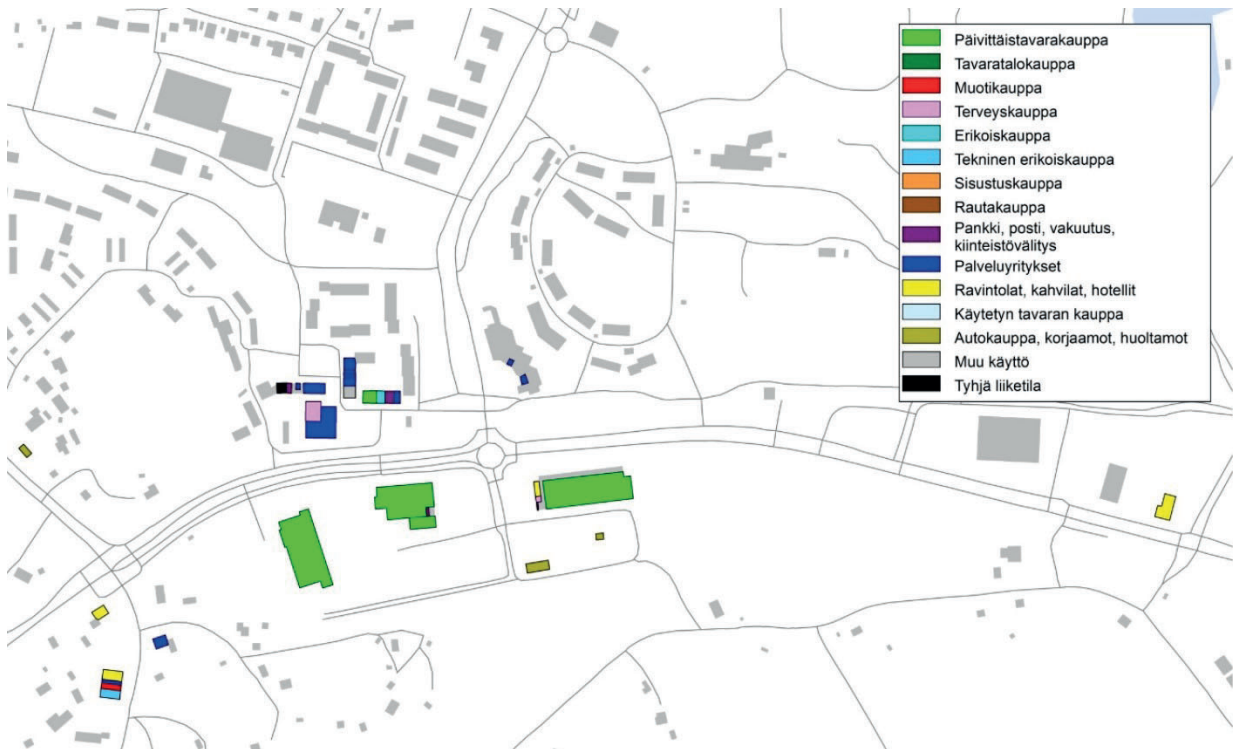 Päivittäistavarakauppa
Tavaratalokauppa
Muotikauppa
Terveyskauppa
Erikoiskauppa
Tekninen erikoiskauppa
Sisustuskauppa
Rautakauppa
Pankki, posti, vakuutus,
kiinteistövälitys
Palveluyritykset
Ravintolat, kahvilat, hotellit
Käytetyn tavaran kauppa
Autokauppa, korjaamot, huoltamot
Muu käyttö
Tyhjä liiketila